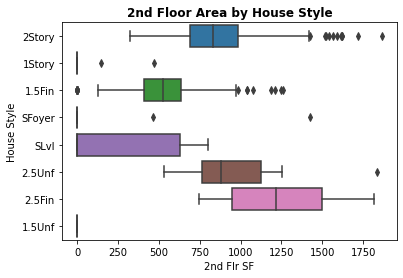 2nd Floor Area by House Style
House Style
2Story
1Story
1.5Fin
SFoyer
SLvl
2.5Unf
2.5Fin
1.5Unf
0 250 500 750 1000 1250 1500 1750
2nd Flr SF